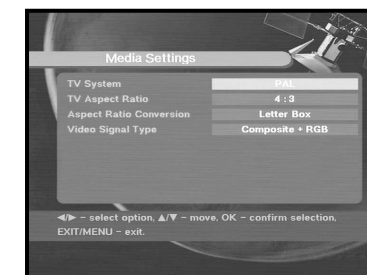 Media Settings
TV System PAL
TV Aspect Ratio 4 : 3
Aspect Ratio Conversion Letter Box
Video Signal Type Composite + RGB
◀/▶ – select option, ▲/▼ – move, OK – confirm selection,
EXIT/MENU – exit.